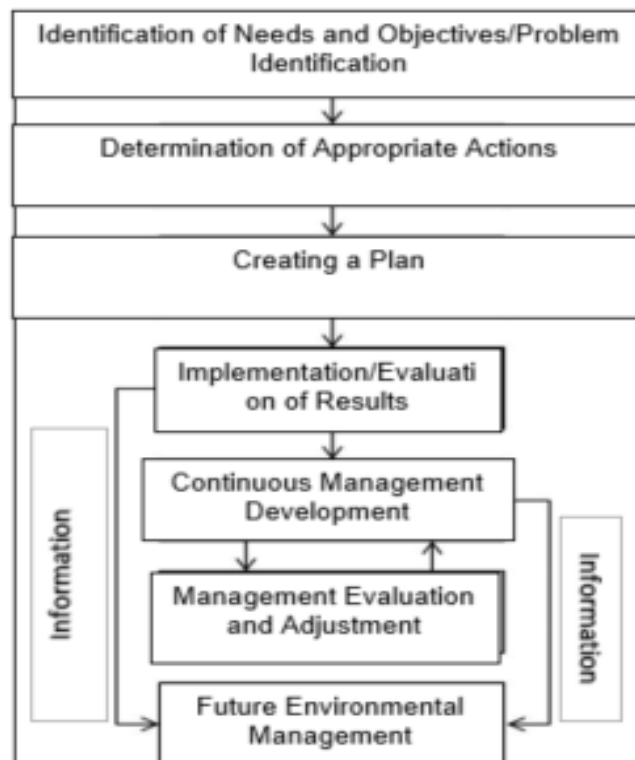 Identification of Needs and Objectives/Problem
Identification
Determination of Appropriate Actions
Creating a Plan
Implementation/Evaluati
on of Results
Continuous Management
Development
Information
Information
Management Evaluation
and Adjustment
Future Environmental
Management